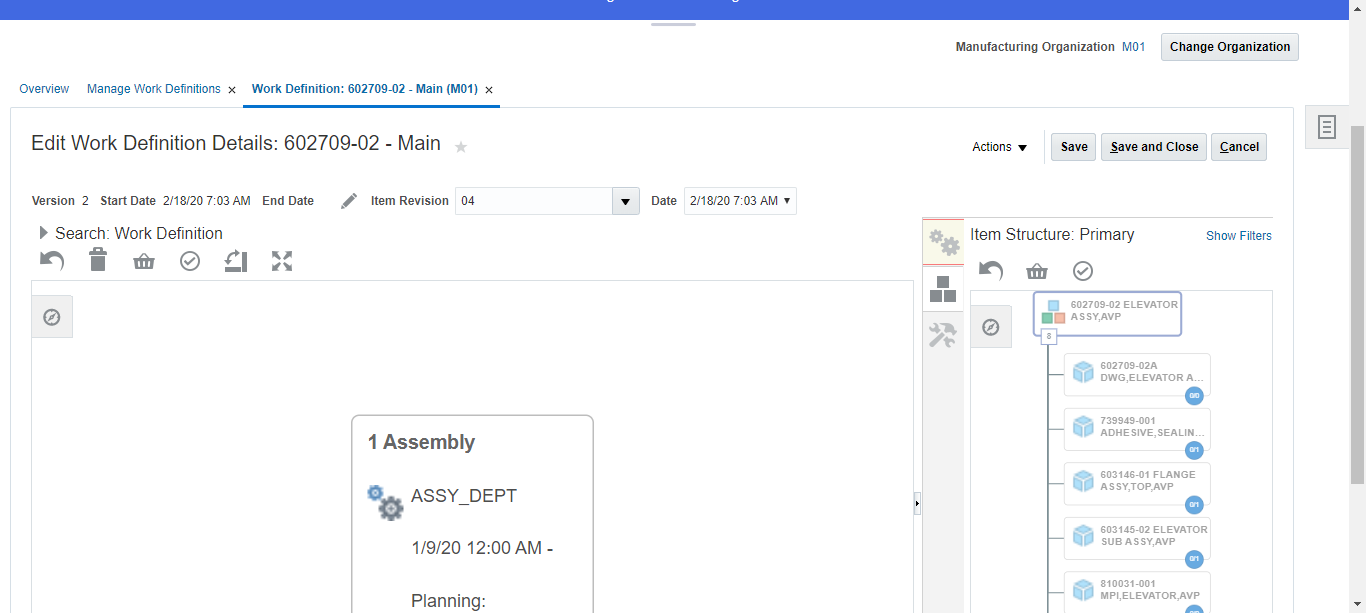 Manufacturing Organization M01 Change Organization
Overview Manage Work Definitions × Work Definition: 602709-02 - Main (M01) ×
Edit Work Definition Details: 602709-02 - Main
Actions Save Save and Close Cancel
Version 2 Start Date 2/18/20 7:03 AM End Date Item Revision 04 Date 2/18/20 7:03 AM
Search: Work Definition
Item Structure: Primary Show Filters
602709-02 ELEVATOR
ASSY,AVP
8
602709-02A
DWG,ELEVATOR A...
0/0
739949-001
ADHESIVE,SEALIN...
0/1
603146-01 FLANGE
ASSY,TOP,AVP
0/1
603145-02 ELEVATOR
SUB ASSY,AVP
0/1
810031-001
MPI,ELEVATOR,AVP
1 Assembly
ASSY_DEPT
1/9/20 12:00 AM -
Planning: